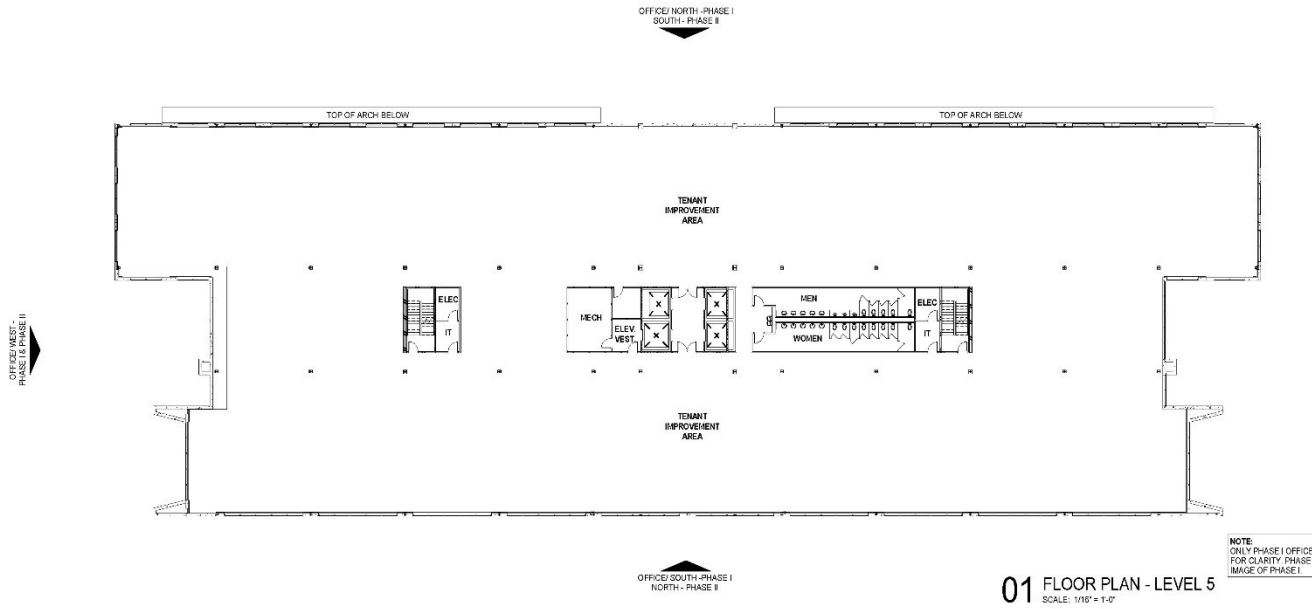 OFFICE/ NORTH -PHASE I
SOUTH - PHASE II
TOP OF ARCH BELOW
TOP OF ARCH BELOW
TENANT
IMPROVEMENT
AREA
OFFICE/ WEST -
PHASE I & PHASE II
ELEC
IT
MECH
ELEV.
VEST.
MEN
WOMEN
ELEC
IT
TENANT
IMPROVEMENT
AREA
OFFICE/ SOUTH -PHASE I
NORTH - PHASE II
01 FLOOR PLAN - LEVEL 5
SCALE: 1/16" = 1'-0"
NOTE:
ONLY PHASE I OFFICE
FOR CLARITY. PHASE
IMAGE OF PHASE I.